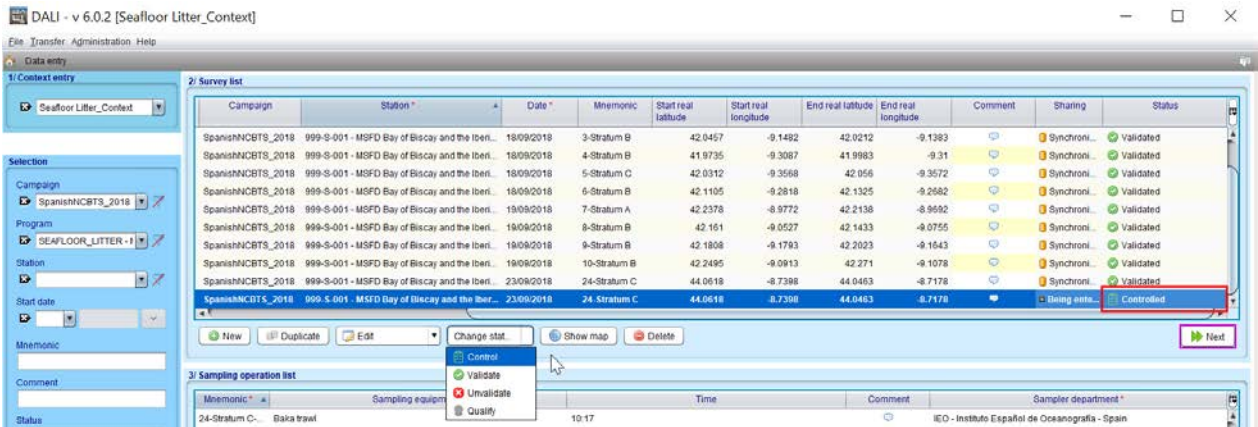 DALI - v 6.0.2 [Seafloor Litter_Context]
File Transfer Administration Help
Data entry
1/ Context entry
Seafloor Litter_Context
Selection
Campaign
SpanishNCBTS_2018
Program
SEAFLOOR_LITTER - I
Station
Start date
Mnemonic
Comment
Status
2/ Survey list
Campaign Station * Date * Mnemonic Start real latitude Start real longitude End real latitude End real longitude Comment Sharing Status
SpanishNCBTS_2018 999-S-001 - MSFD Bay of Biscay and the Iberi... 18/09/2018 3-Stratum B 42.0457 -9.1482 42.0212 -9.1383 Synchroni... Validated
SpanishNCBTS_2018 999-S-001 - MSFD Bay of Biscay and the Iberi... 18/09/2018 4-Stratum B 41.9735 -9.3087 41.9983 -9.31 Synchroni... Validated
SpanishNCBTS_2018 999-S-001 - MSFD Bay of Biscay and the Iberi... 18/09/2018 5-Stratum C 42.0312 -9.3568 42.056 -9.3572 Synchroni... Validated
SpanishNCBTS_2018 999-S-001 - MSFD Bay of Biscay and the Iberi... 18/09/2018 6-Stratum B 42.1105 -9.2818 42.1325 -9.2682 Synchroni... Validated
SpanishNCBTS_2018 999-S-001 - MSFD Bay of Biscay and the Iberi... 19/09/2018 7-Stratum A 42.2378 -8.9772 42.2138 -8.9692 Synchroni... Validated
SpanishNCBTS_2018 999-S-001 - MSFD Bay of Biscay and the Iberi... 19/09/2018 8-Stratum B 42.161 -9.0527 42.1433 -9.0755 Synchroni... Validated
SpanishNCBTS_2018 999-S-001 - MSFD Bay of Biscay and the Iberi... 19/09/2018 9-Stratum B 42.1808 -9.1793 42.2023 -9.1643 Synchroni... Validated
SpanishNCBTS_2018 999-S-001 - MSFD Bay of Biscay and the Iberi... 19/09/2018 10-Stratum B 42.2495 -9.0913 42.271 -9.1078 Synchroni... Validated
SpanishNCBTS_2018 999-S-001 - MSFD Bay of Biscay and the Iberi... 23/09/2018 24-Stratum C 44.0618 -8.7398 44.0463 -8.7178 Synchroni... Validated
SpanishNCBTS_2018 999-S-001 - MSFD Bay of Biscay and the Iber... 23/09/2018 24-Stratum C 44.0618 -8.7398 44.0463 -8.7178 Being ente... Controlled
New Duplicate Edit Change stat... Show map Delete Next
Control
Validate
Unvalidate
Qualify
3/ Sampling operation list
Mnemonic * Sampling equipm Time Comment Sampler department *
24-Stratum C-... Baka trawl 10:17 IEO - Instituto Español de Oceanografía - Spain